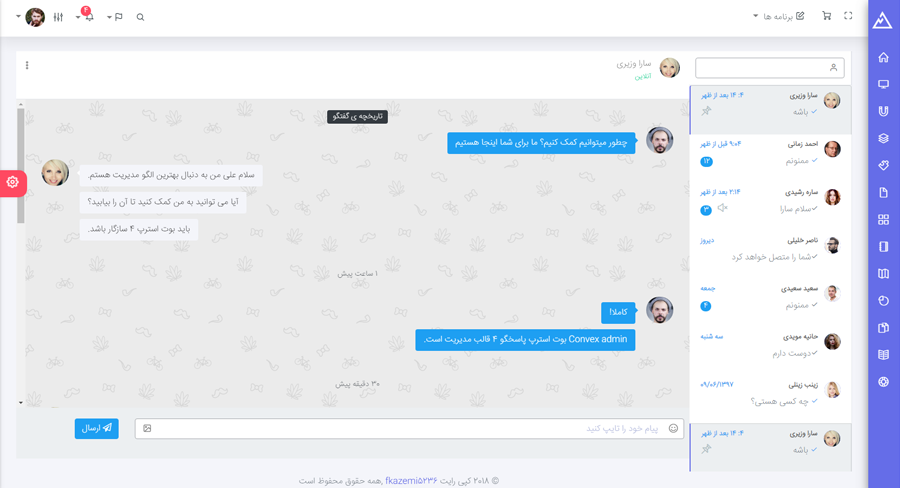 برنامه ها
۴
سارا وزیری
آنلاین
سارا وزیری
۱۴:۴ بعد از ظهر
باشه
احمد زمانی
۹:۰۴ قبل از ظهر
ممنونم
۱۲
ساره رشیدی
۲:۱۴ بعد از ظهر
سلام سارا
۳
ناصر خلیلی
دیروز
شما را متصل خواهد کرد
سعید سعیدی
جمعه
ممنونم
۴
حانیه مویدی
سه شنبه
دوست دارم
زینب زینلی
۰۹/۰۶/۱۳۹۷
چه کسی هستی؟
سارا وزیری
۱۴:۴ بعد از ظهر
باشه
تاریخچه ی گفتگو
چطور میتوانیم کمک کنیم؟ ما برای شما اینجا هستیم
سلام علی من به دنبال بهترین الگو مدیریت هستم.
آیا می توانید به من کمک کنید تا آن را بیابید؟
باید بوت استرپ ۴ سازگار باشد.
۱ ساعت پیش
کاملا!
Convex admin بوت استرپ پاسخگو ۴ قالب مدیریت است.
۳۰ دقیقه پیش
پیام خود را تایپ کنید
ارسال
© ۲۰۱۸ کپی رایت fkazemi۵۲۳۶ ,همه حقوق محفوظ است